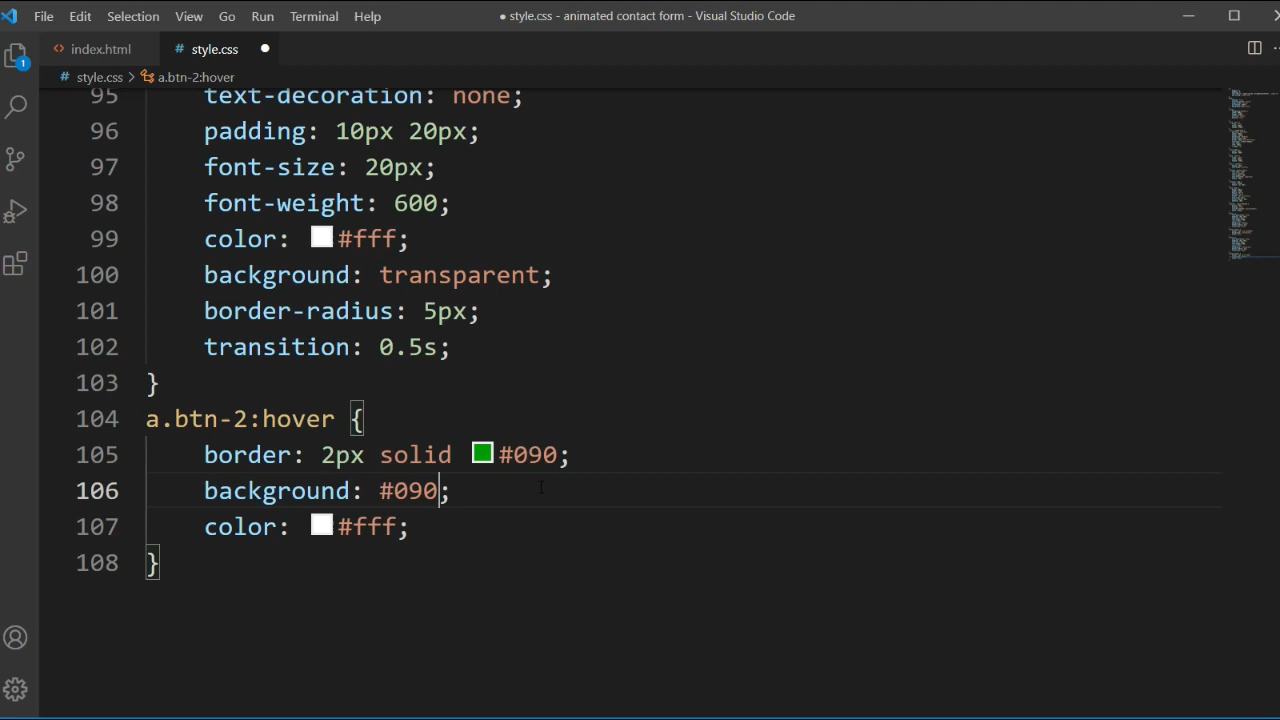 File Edit Selection View Go Run Terminal Help ● style.css - animated contact form - Visual Studio Code
<> index.html # style.css ●
# style.css > a.btn-2:hover
1
95 text-decoration: none;
96 padding: 10px 20px;
97 font-size: 20px;
98 font-weight: 600;
99 color: #fff;
100 background: transparent;
101 border-radius: 5px;
102 transition: 0.5s;
103 }
104 a.btn-2:hover {
105 border: 2px solid #090;
106 background: #090;
107 color: #fff;
108 }